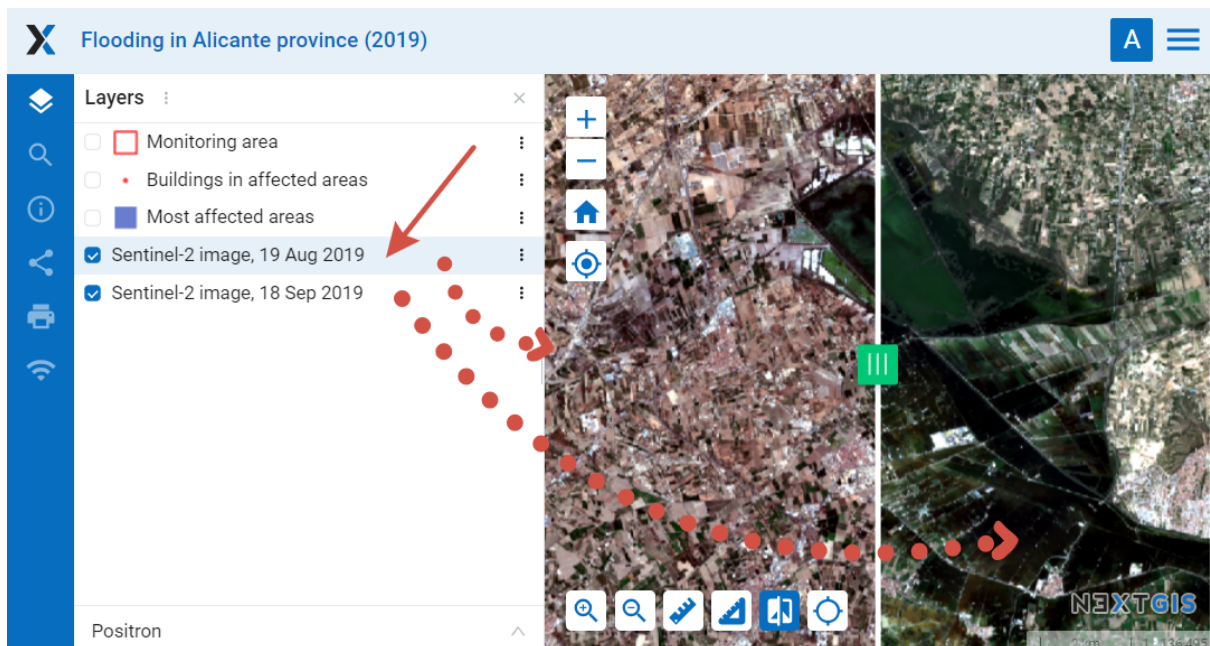 Flooding in Alicante province (2019)
A
Layers
Monitoring area
Buildings in affected areas
Most affected areas
Sentinel-2 image, 19 Aug 2019
Sentinel-2 image, 18 Sep 2019
Positron
NEXTGIS